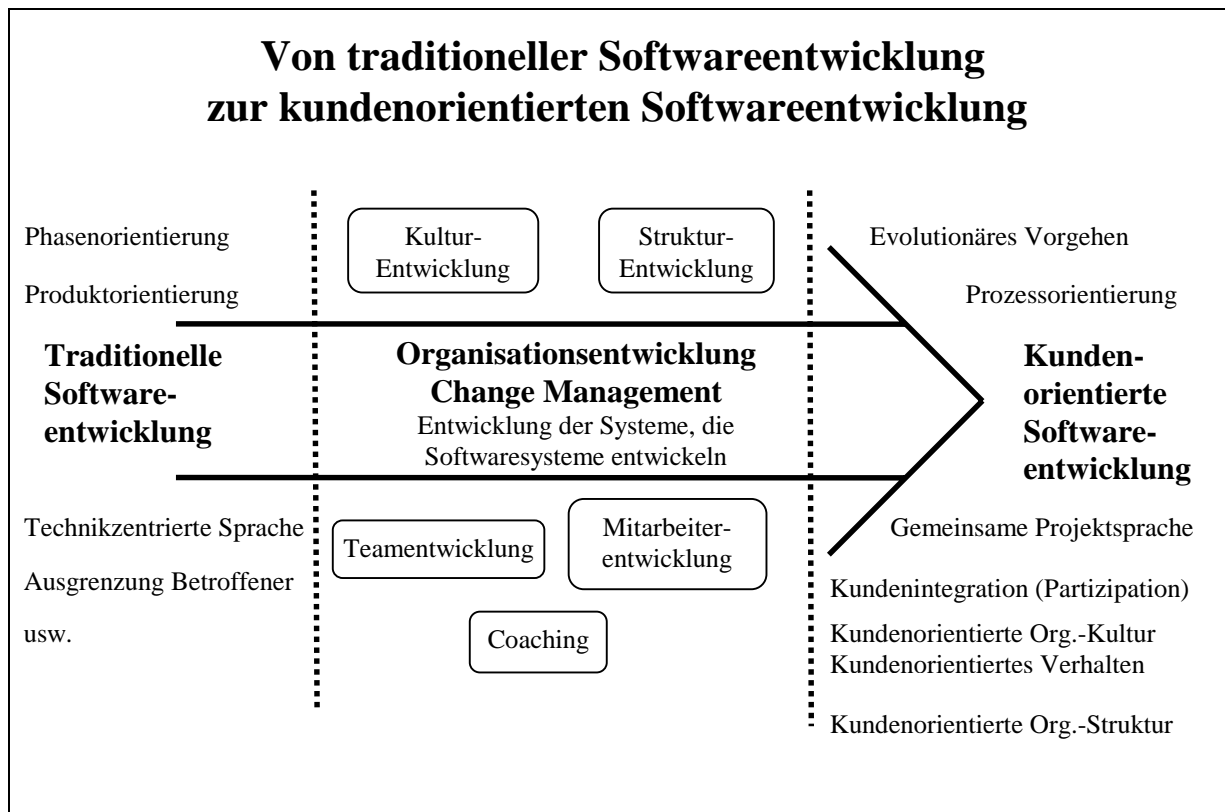 Von traditioneller Softwareentwicklung
zur kundenorientierten Softwareentwicklung
Phasenorientierung
Produktorientierung
Traditionelle
Software-
entwicklung
Technikzentrierte Sprache
Ausgrenzung Betroffener
usw.
Kultur-
Entwicklung
Struktur-
Entwicklung
Organisationsentwicklung
Change Management
Entwicklung der Systeme, die
Softwaresysteme entwickeln
Teamentwicklung
Mitarbeiter-
entwicklung
Coaching
Evolutionäres Vorgehen
Prozessorientierung
Kunden-
orientierte
Software-
entwicklung
Gemeinsame Projektsprache
Kundenintegration (Partizipation)
Kundenorientierte Org.-Kultur
Kundenorientiertes Verhalten
Kundenorientierte Org.-Struktur